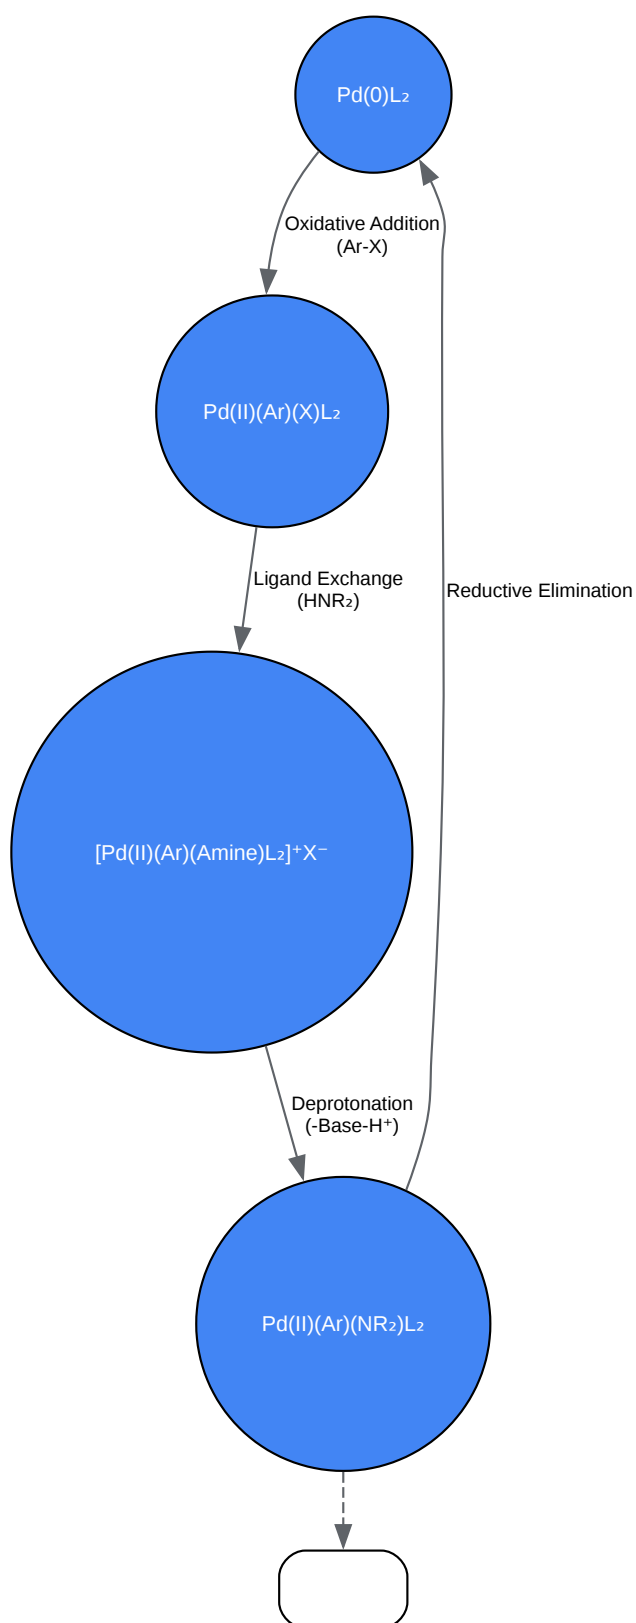 Pd(0)L₂
Oxidative Addition
(Ar-X)
Pd(II)(Ar)(X)L₂
Ligand Exchange
(HNR₂)
Reductive Elimination
[Pd(II)(Ar)(Amine)L₂]⁺X⁻
Deprotonation
(-Base-H⁺)
Pd(II)(Ar)(NR₂)L₂